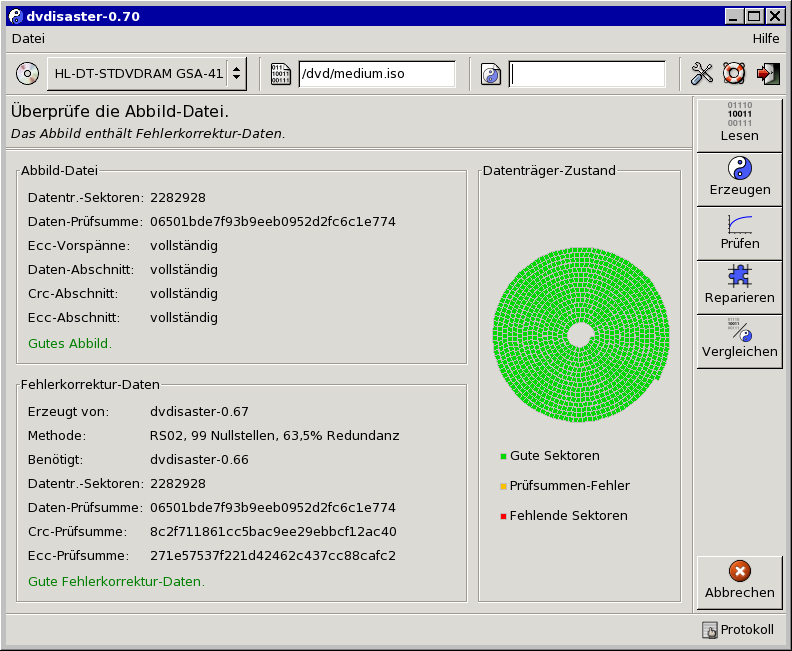 dvdisaster-0.70
Datei Hilfe
HL-DT-STDVDRAM GSA-41 /dvd/medium.iso
Überprüfe die Abbild-Datei.
Das Abbild enthält Fehlerkorrektur-Daten.
Abbild-Datei
Datentr.-Sektoren: 2282928
Daten-Prüfsumme: 06501bde7f93b9eeb0952d2fc6c1e774
Ecc-Vorspänne: vollständig
Daten-Abschnitt: vollständig
Crc-Abschnitt: vollständig
Ecc-Abschnitt: vollständig
Gutes Abbild.
Fehlerkorrektur-Daten
Erzeugt von: dvdisaster-0.67
Methode: RS02, 99 Nullstellen, 63,5% Redundanz
Benötigt: dvdisaster-0.66
Datentr.-Sektoren: 2282928
Daten-Prüfsumme: 06501bde7f93b9eeb0952d2fc6c1e774
Crc-Prüfsumme: 8c2f711861cc5bac9ee29ebbcf12ac40
Ecc-Prüfsumme: 271e57537f221d42462c437cc88cafc2
Gute Fehlerkorrektur-Daten.
Datenträger-Zustand
Gute Sektoren
Prüfsummen-Fehler
Fehlende Sektoren
01110
10011
00111
Lesen
Erzeugen
Prüfen
Reparieren
Vergleichen
Abbrechen
Protokoll